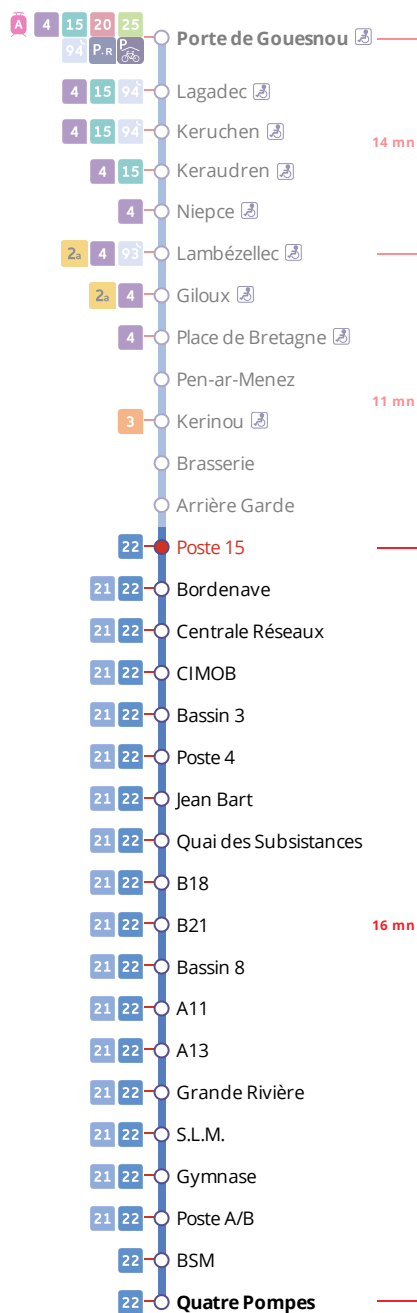 A 4 15 20 25
94 P+R P
Porte de Gouesnou
4 15 94 Lagadec
4 15 94 Keruchen
14 mn
4 15 Keraudren
4 Niepce
2a 4 93 Lambézellec
2a 4 Giloux
4 Place de Bretagne
Pen-ar-Menez
11 mn
3 Kerinou
Brasserie
Arrière Garde
22 Poste 15
21 22 Bordenave
21 22 Centrale Réseaux
21 22 CIMOB
21 22 Bassin 3
21 22 Poste 4
21 22 Jean Bart
21 22 Quai des Subsistances
21 22 B18
21 22 B21
16 mn
21 22 Bassin 8
21 22 A11
21 22 A13
21 22 Grande Rivière
21 22 S.L.M.
21 22 Gymnase
21 22 Poste A/B
22 BSM
22 Quatre Pompes